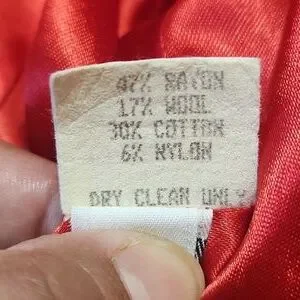 47% RAYON
17% WOOL
30% COTTON
6% NYLON
DRY CLEAN ONLY